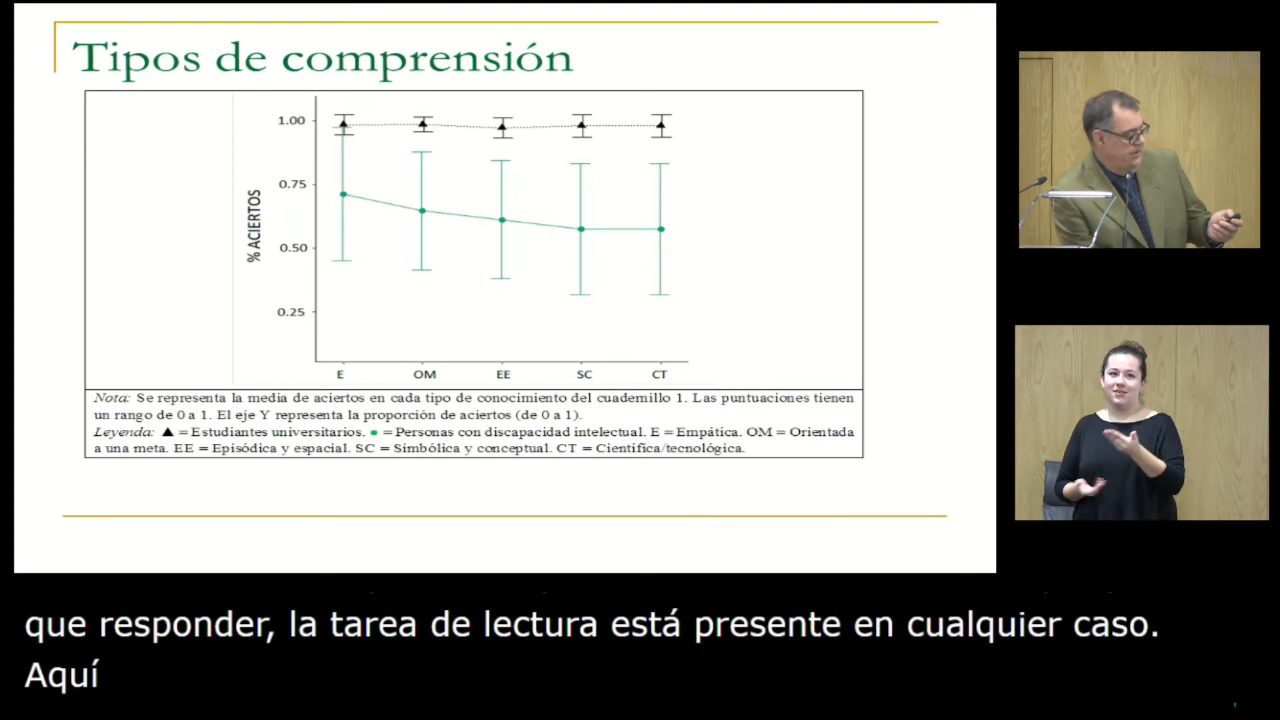 Tipos de comprensión
1.00
0.75
0.50
0.25
% ACIERTOS
E OM EE SC CT
Nota: Se representa la media de aciertos en cada tipo de conocimiento del cuadernillo 1. Las puntuaciones tienen
un rango de 0 a 1. El eje Y representa la proporción de aciertos (de 0 a 1).
Leyenda: ▲ = Estudiantes universitarios. ● = Personas con discapacidad intelectual. E = Empática. OM = Orientada
a una meta. EE = Episódica y espacial. SC = Simbólica y conceptual. CT = Científica/tecnológica.
que responder, la tarea de lectura está presente en cualquier caso.
Aquí